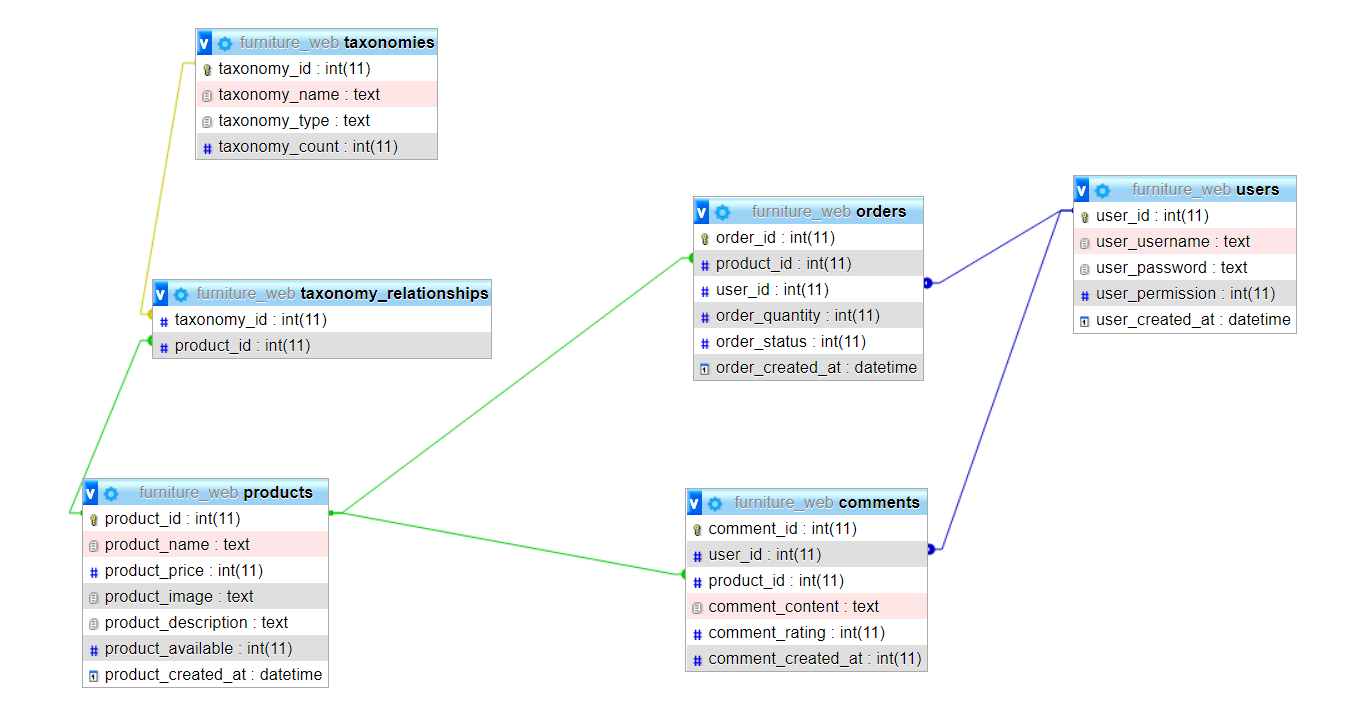 furniture_web taxonomies
taxonomy_id : int(11)
taxonomy_name : text
taxonomy_type : text
taxonomy_count : int(11)
furniture_web taxonomy_relationships
taxonomy_id : int(11)
product_id : int(11)
furniture_web products
product_id : int(11)
product_name : text
product_price : int(11)
product_image : text
product_description : text
product_available : int(11)
product_created_at : datetime
furniture_web orders
order_id : int(11)
product_id : int(11)
user_id : int(11)
order_quantity : int(11)
order_status : int(11)
order_created_at : datetime
furniture_web comments
comment_id : int(11)
user_id : int(11)
product_id : int(11)
comment_content : text
comment_rating : int(11)
comment_created_at : int(11)
furniture_web users
user_id : int(11)
user_username : text
user_password : text
user_permission : int(11)
user_created_at : datetime